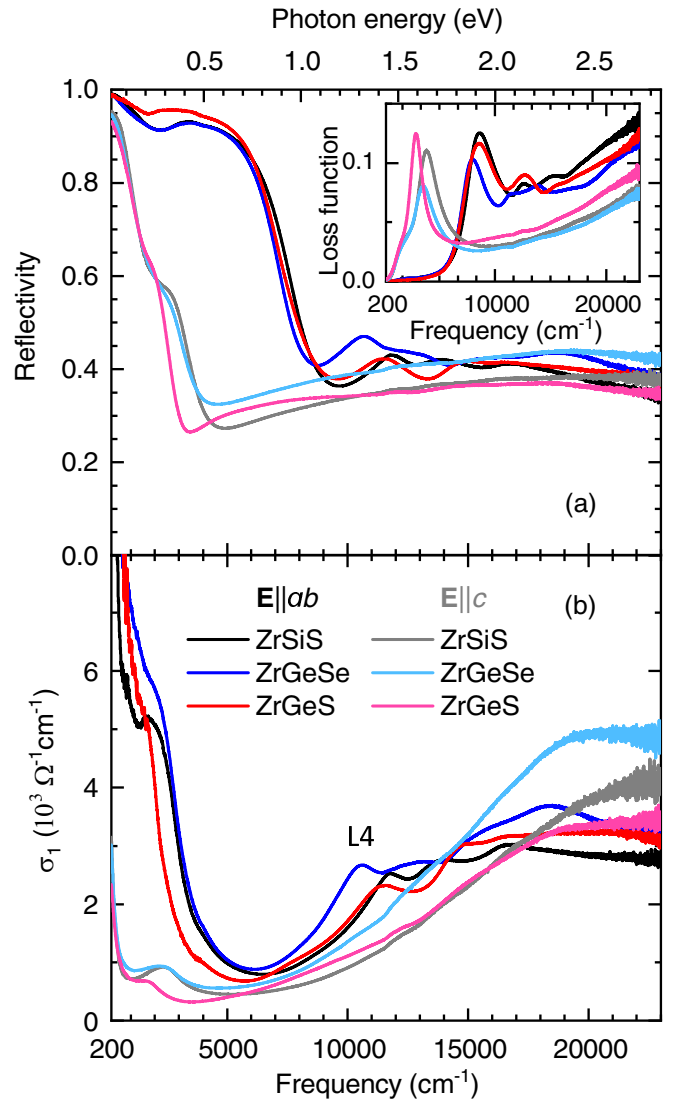 Photon energy (eV)
0.5 1.0 1.5 2.0 2.5
1.0
0.8
0.6
0.4
0.2
0.0
Reflectivity
Loss function
0.1
0.0
200 10000 20000
Frequency (cm⁻¹)
(a)
E||ab E||c (b)
ZrSiS ZrSiS
ZrGeSe ZrGeSe
ZrGeS ZrGeS
6
4
2
0
σ₁ (10³ Ω⁻¹cm⁻¹)
L4
200 5000 10000 15000 20000
Frequency (cm⁻¹)